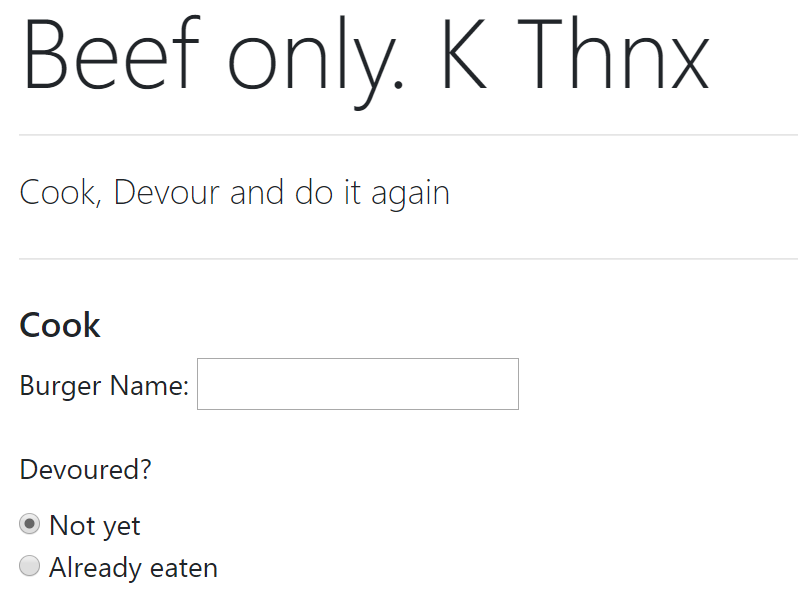 Beef only. K Thnx
Cook, Devour and do it again
Cook
Burger Name:
Devoured?
Not yet
Already eaten